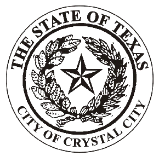 THE STATE OF TEXAS
CITY OF CRYSTAL CITY